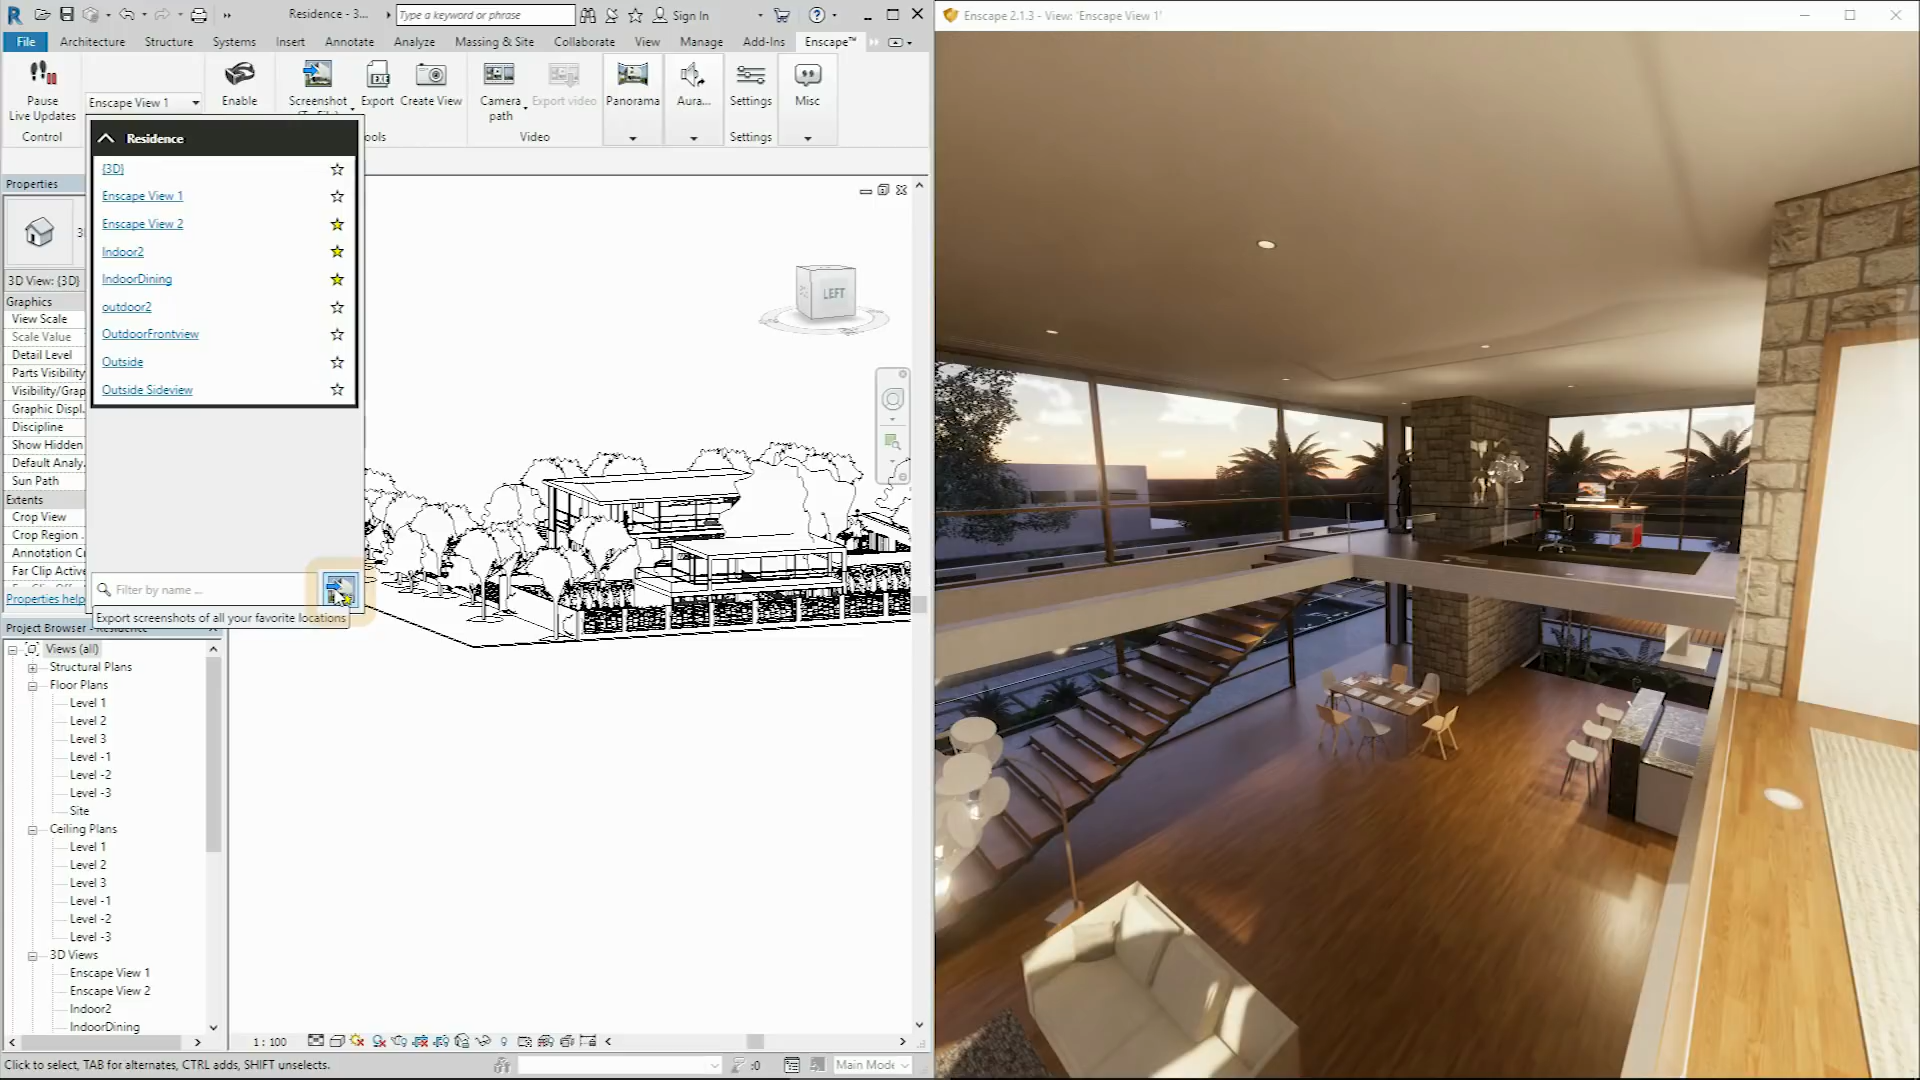 Residence - 3...
Type a keyword or phrase
Sign In
File
Architecture
Structure
Systems
Insert
Annotate
Analyze
Massing & Site
Collaborate
View
Manage
Add-Ins
Enscape™
Pause
Live Updates
Enscape View 1
Enable
Screenshot
Export
Create View
Camera
path
Export video
Panorama
Aura...
Settings
Misc
Control
ools
Video
Settings
Residence
{3D}
Enscape View 1
Enscape View 2
Indoor2
IndoorDining
outdoor2
OutdoorFrontview
Outside
Outside Sideview
Filter by name ...
Export screenshots of all your favorite locations
Properties
3D View: {3D}
Graphics
View Scale
Scale Value
Detail Level
Parts Visibility
Visibility/Grap
Graphic Displ.
Discipline
Show Hidden
Default Analy.
Sun Path
Extents
Crop View
Crop Region .
Annotation Cr
Far Clip Active
Properties help
Project Browser - Residence
Views (all)
Structural Plans
Floor Plans
Level 1
Level 2
Level 3
Level -1
Level -2
Level -3
Site
Ceiling Plans
Level 1
Level 2
Level 3
Level -1
Level -2
Level -3
3D Views
Enscape View 1
Enscape View 2
Indoor2
IndoorDining
LEFT
1 : 100
Click to select, TAB for alternates, CTRL adds, SHIFT unselects.
:0
Main Mode
Enscape 2.1.3 - View: 'Enscape View 1'